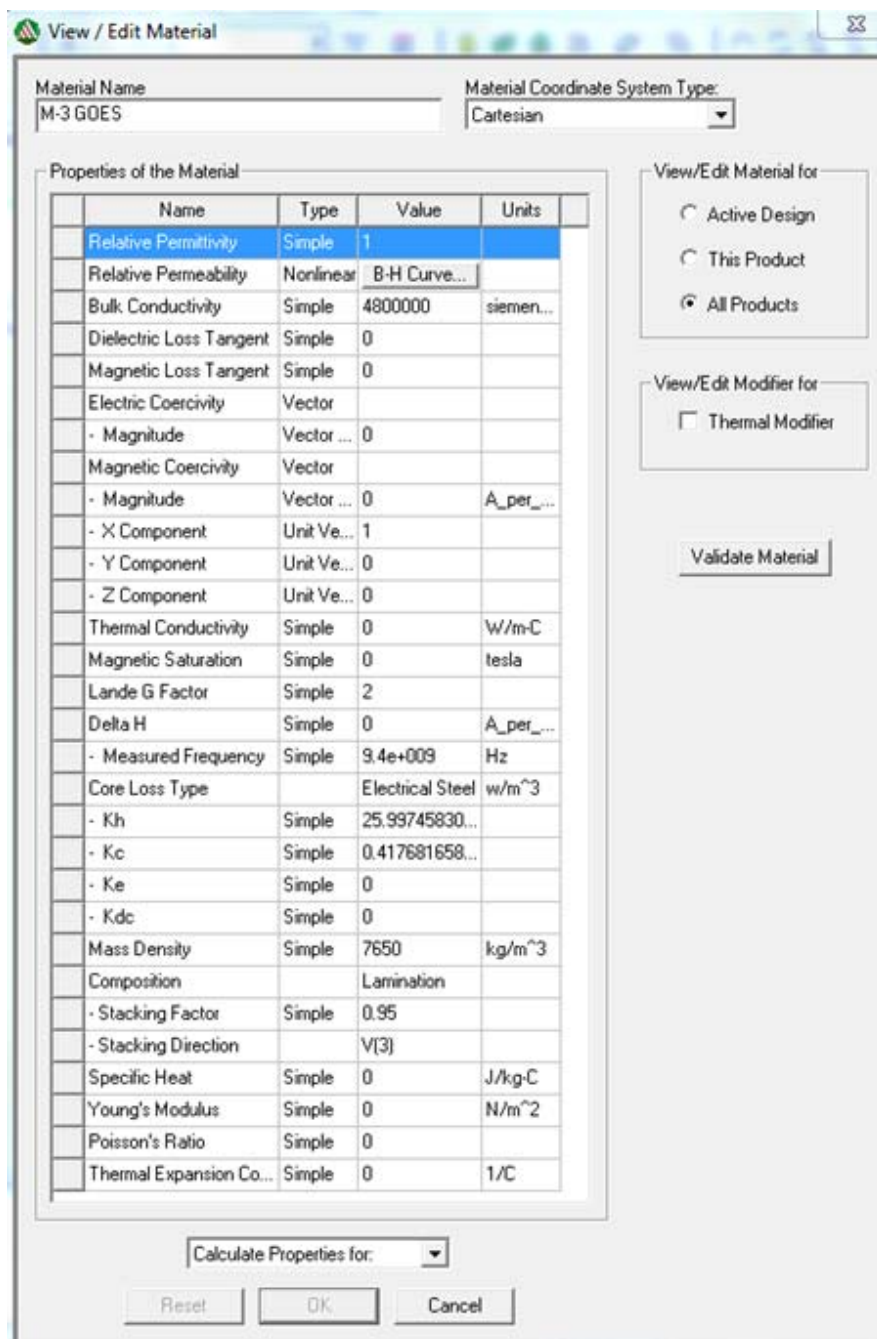 View / Edit Material
Material Name
Material Coordinate System Type:
M-3 GOES
Cartesian
Properties of the Material
View/Edit Material for
Name Type Value Units
Active Design
Relative Permittivity Simple 1
This Product
Relative Permeability Nonlinear B-H Curve...
All Products
Bulk Conductivity Simple 4800000 siemen...
Dielectric Loss Tangent Simple 0
Magnetic Loss Tangent Simple 0
View/Edit Modifier for
Electric Coercivity Vector
Thermal Modifier
- Magnitude Vector ... 0
Magnetic Coercivity Vector
- Magnitude Vector ... 0 A_per_...
- X Component Unit Ve... 1
- Y Component Unit Ve... 0
Validate Material
- Z Component Unit Ve... 0
Thermal Conductivity Simple 0 W/m-C
Magnetic Saturation Simple 0 tesla
Lande G Factor Simple 2
Delta H Simple 0 A_per_...
- Measured Frequency Simple 9.4e+009 Hz
Core Loss Type Electrical Steel w/m^3
- Kh Simple 25.99745830...
- Kc Simple 0.417681658...
- Ke Simple 0
- Kdc Simple 0
Mass Density Simple 7650 kg/m^3
Composition Lamination
- Stacking Factor Simple 0.95
- Stacking Direction V(3)
Specific Heat Simple 0 J/kg-C
Young's Modulus Simple 0 N/m^2
Poisson's Ratio Simple 0
Thermal Expansion Co... Simple 0 1/C
Calculate Properties for:
Reset OK Cancel